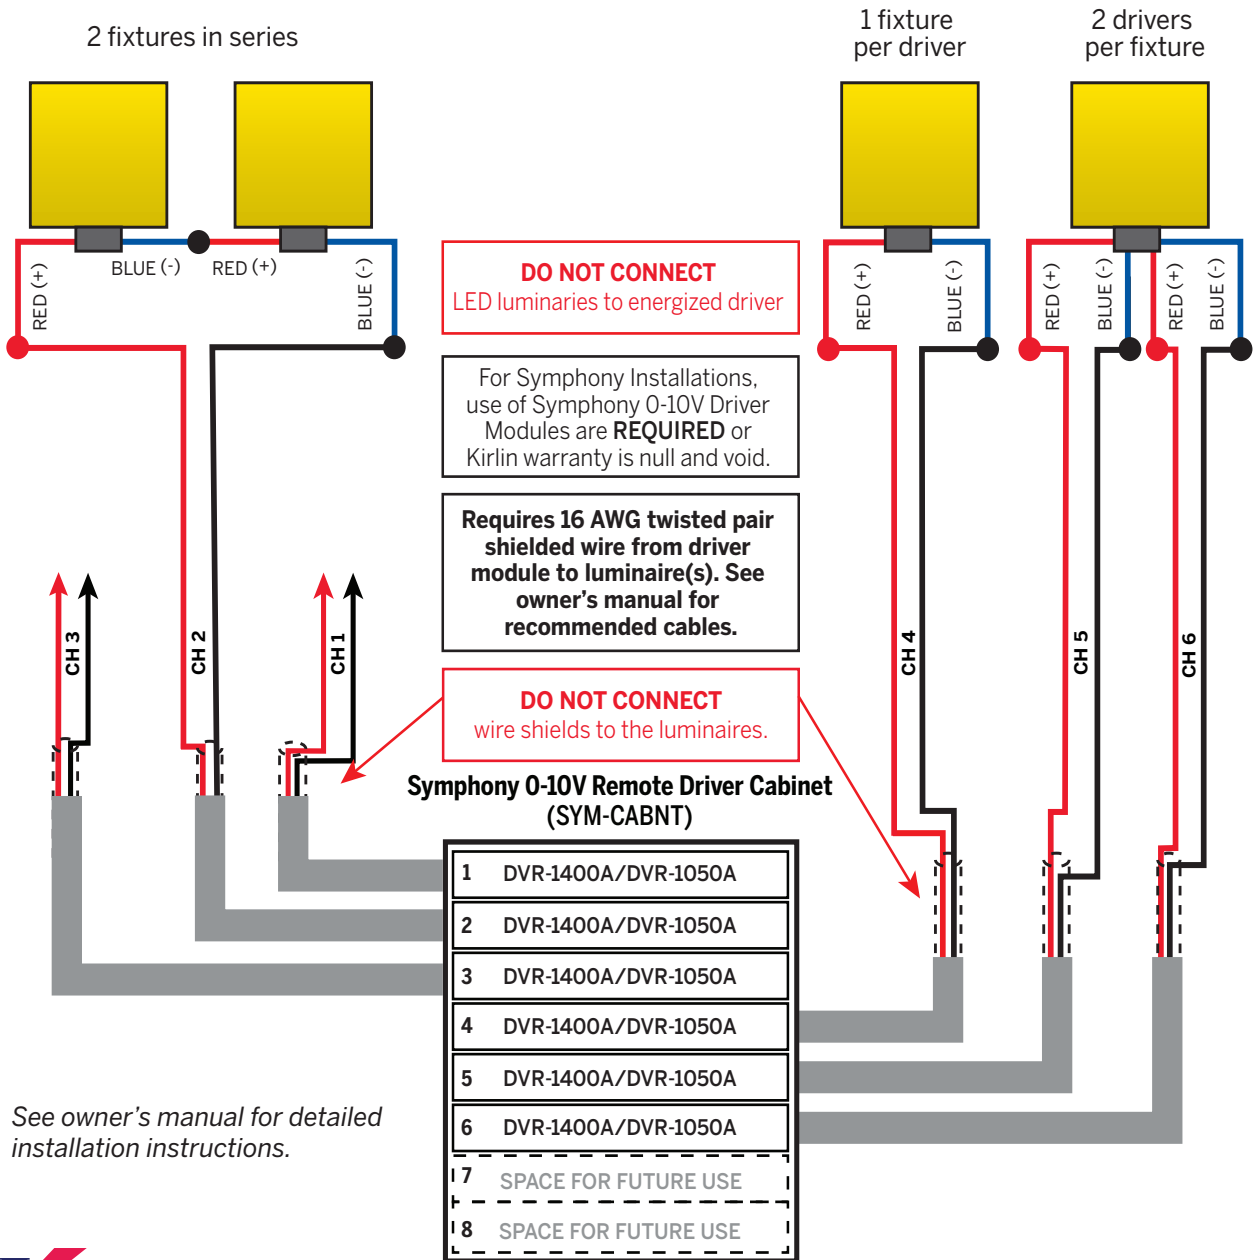 2 fixtures in series
1 fixture
per driver
2 drivers
per fixture
BLUE (-)
RED (+)
RED (+)
BLUE (-)
RED (+)
BLUE (-)
RED (+)
BLUE (-)
RED (+)
BLUE (-)
DO NOT CONNECT
LED luminaries to energized driver
For Symphony Installations,
use of Symphony 0-10V Driver
Modules are REQUIRED or
Kirlin warranty is null and void.
Requires 16 AWG twisted pair
shielded wire from driver
module to luminaire(s). See
owner's manual for
recommended cables.
CH 3
CH 2
CH 1
CH 4
CH 5
CH 6
DO NOT CONNECT
wire shields to the luminaires.
Symphony 0-10V Remote Driver Cabinet
(SYM-CABNT)
1 DVR-1400A/DVR-1050A
2 DVR-1400A/DVR-1050A
3 DVR-1400A/DVR-1050A
4 DVR-1400A/DVR-1050A
5 DVR-1400A/DVR-1050A
6 DVR-1400A/DVR-1050A
7 SPACE FOR FUTURE USE
8 SPACE FOR FUTURE USE
See owner's manual for detailed
installation instructions.